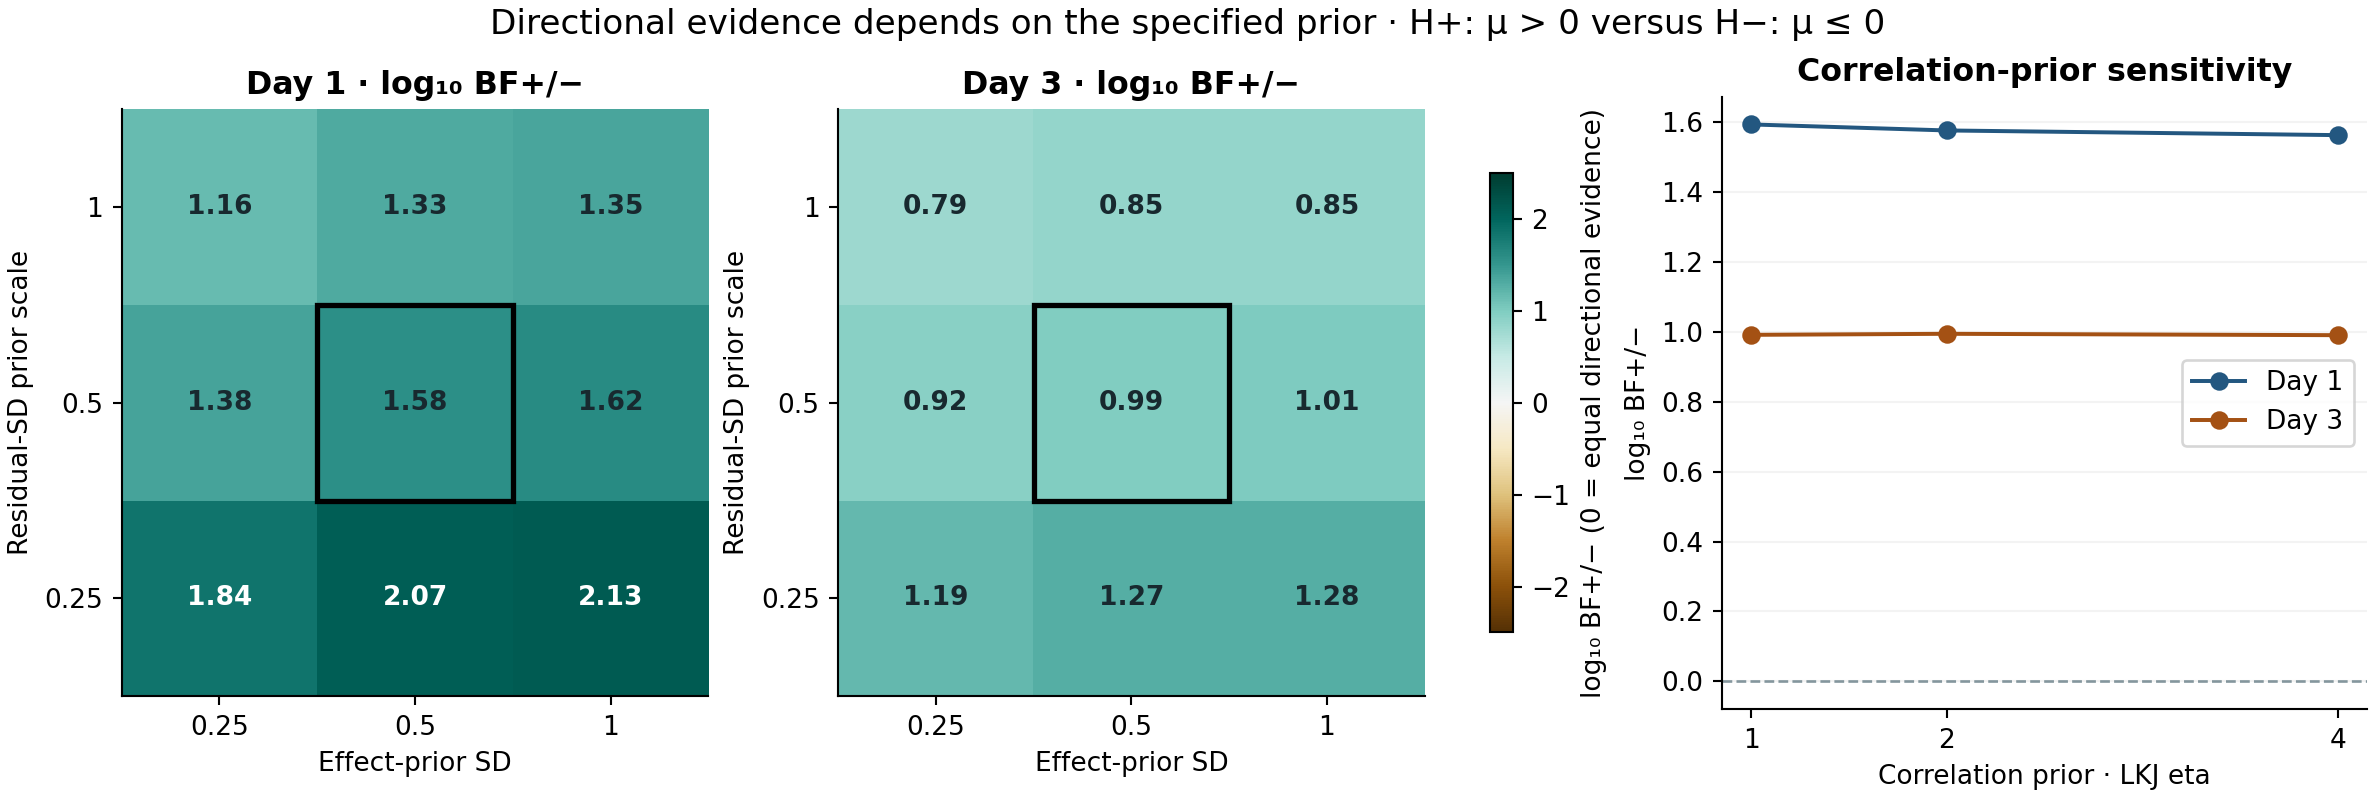 Directional evidence depends on the specified prior · H+: μ > 0 versus H−: μ ≤ 0
Day 1 · log₁₀ BF+/−
Residual-SD prior scale
1
0.5
0.25
1.16 1.33 1.35
1.38 1.58 1.62
1.84 2.07 2.13
0.25 0.5 1
Effect-prior SD
Day 3 · log₁₀ BF+/−
Residual-SD prior scale
1
0.5
0.25
0.79 0.85 0.85
0.92 0.99 1.01
1.19 1.27 1.28
0.25 0.5 1
Effect-prior SD
2
1
0
−1
−2
log₁₀ BF+/− (0 = equal directional evidence)
Correlation-prior sensitivity
log₁₀ BF+/−
1.6
1.4
1.2
1.0
0.8
0.6
0.4
0.2
0.0
Day 1
Day 3
1 2 4
Correlation prior · LKJ eta